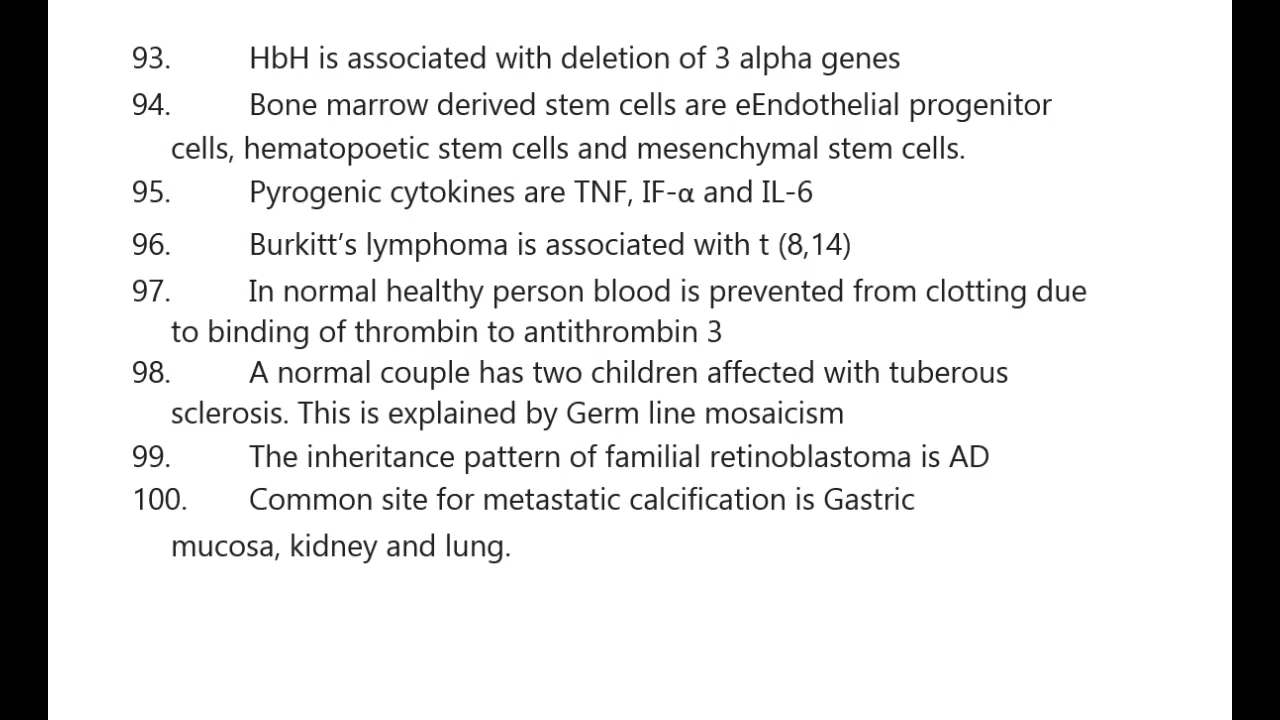 93. HbH is associated with deletion of 3 alpha genes
94. Bone marrow derived stem cells are eEndothelial progenitor
cells, hematopoetic stem cells and mesenchymal stem cells.
95. Pyrogenic cytokines are TNF, IF-α and IL-6
96. Burkitt’s lymphoma is associated with t (8,14)
97. In normal healthy person blood is prevented from clotting due
to binding of thrombin to antithrombin 3
98. A normal couple has two children affected with tuberous
sclerosis. This is explained by Germ line mosaicism
99. The inheritance pattern of familial retinoblastoma is AD
100. Common site for metastatic calcification is Gastric
mucosa, kidney and lung.